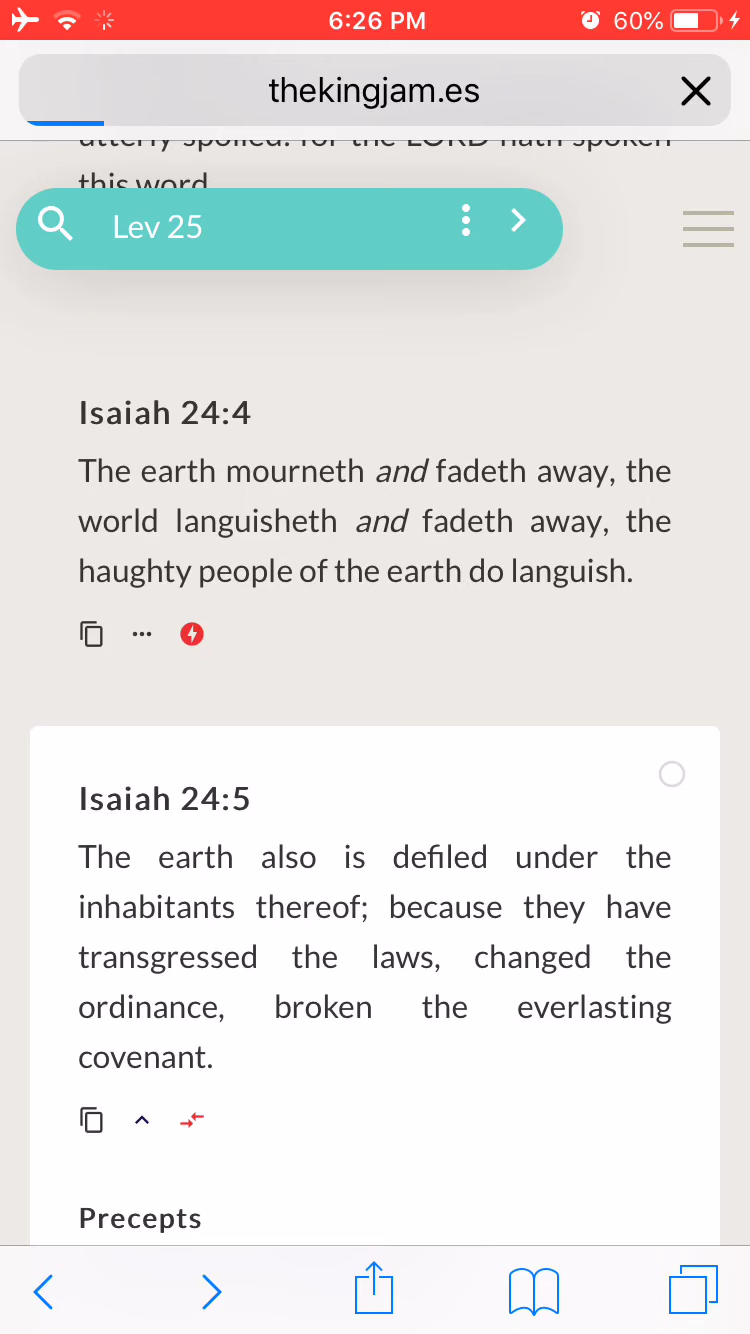 6:26 PM
60%
thekingjam.es
this word
Lev 25
Isaiah 24:4
The earth mourneth and fadeth away, the
world languisheth and fadeth away, the
haughty people of the earth do languish.
Isaiah 24:5
The earth also is defiled under the
inhabitants thereof; because they have
transgressed the laws, changed the
ordinance, broken the everlasting
covenant.
Precepts